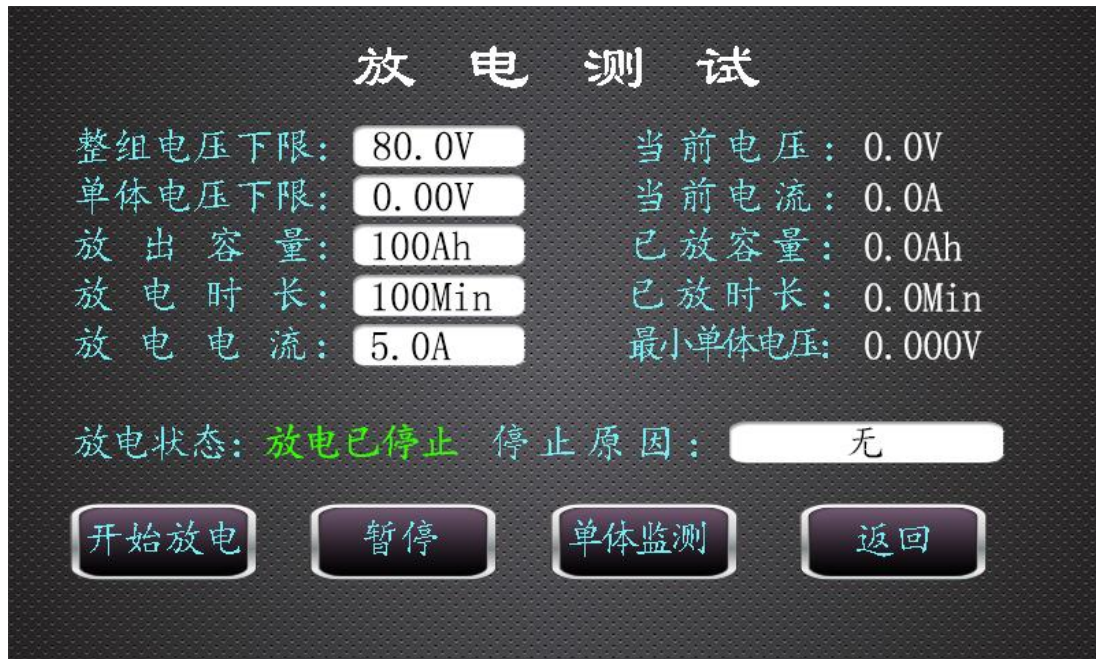 放电测试
整组电压下限: 80.0V 当前电压: 0.0V
单体电压下限: 0.00V 当前电流: 0.0A
放出容量: 100Ah 已放容量: 0.0Ah
放电时长: 100Min 已放时长: 0.0Min
放电电流: 5.0A 最小单体电压: 0.000V
放电状态: 放电已停止 停止原因: 无
开始放电 暂停 单体监测 返回